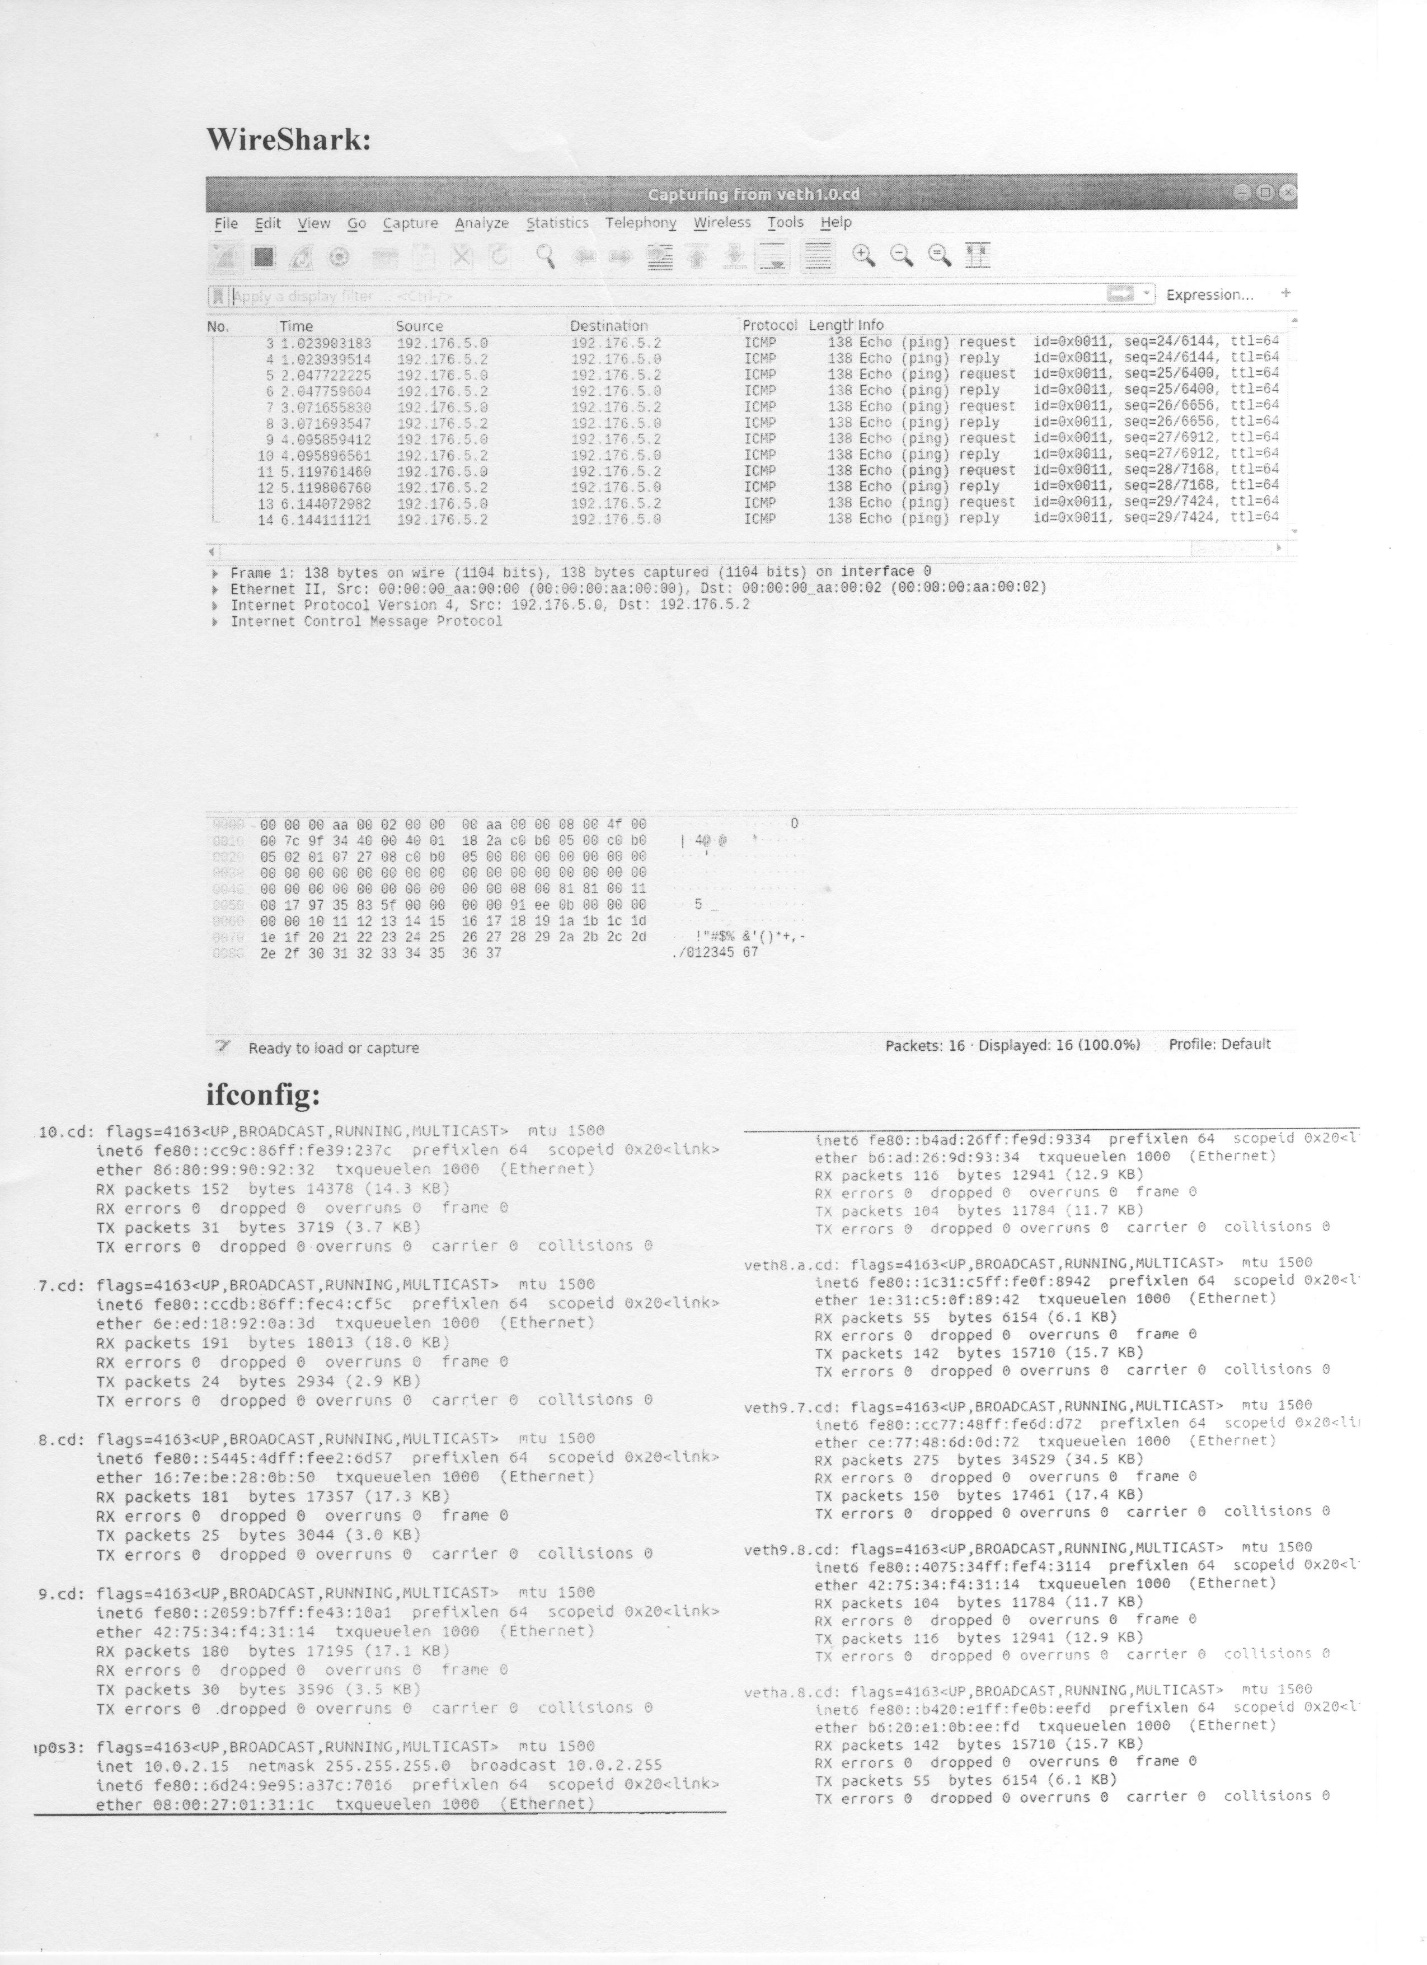 WireShark:
Capturing from veth1.0.cd
File Edit View Go Capture Analyze Statistics Telephony Wireless Tools Help
Apply a display filter ... <Ctrl-/> Expression... +
No. Time Source Destination Protocol Length Info
3 1.023903183 192.176.5.0 192.176.5.2 ICMP 138 Echo (ping) request id=0x0011, seq=24/6144, ttl=64
4 1.023939514 192.176.5.2 192.176.5.0 ICMP 138 Echo (ping) reply id=0x0011, seq=24/6144, ttl=64
5 2.047722225 192.176.5.0 192.176.5.2 ICMP 138 Echo (ping) request id=0x0011, seq=25/6400, ttl=64
6 2.047759604 192.176.5.2 192.176.5.0 ICMP 138 Echo (ping) reply id=0x0011, seq=25/6400, ttl=64
7 3.071655830 192.176.5.0 192.176.5.2 ICMP 138 Echo (ping) request id=0x0011, seq=26/6656, ttl=64
8 3.071693547 192.176.5.2 192.176.5.0 ICMP 138 Echo (ping) reply id=0x0011, seq=26/6656, ttl=64
9 4.095859412 192.176.5.0 192.176.5.2 ICMP 138 Echo (ping) request id=0x0011, seq=27/6912, ttl=64
10 4.095896561 192.176.5.2 192.176.5.0 ICMP 138 Echo (ping) reply id=0x0011, seq=27/6912, ttl=64
11 5.119761460 192.176.5.0 192.176.5.2 ICMP 138 Echo (ping) request id=0x0011, seq=28/7168, ttl=64
12 5.119806760 192.176.5.2 192.176.5.0 ICMP 138 Echo (ping) reply id=0x0011, seq=28/7168, ttl=64
13 6.144072982 192.176.5.0 192.176.5.2 ICMP 138 Echo (ping) request id=0x0011, seq=29/7424, ttl=64
14 6.144111121 192.176.5.2 192.176.5.0 ICMP 138 Echo (ping) reply id=0x0011, seq=29/7424, ttl=64
Frame 1: 138 bytes on wire (1104 bits), 138 bytes captured (1104 bits) on interface 0
Ethernet II, Src: 00:00:00_aa:00:00 (00:00:00:aa:00:00), Dst: 00:00:00_aa:00:02 (00:00:00:aa:00:02)
Internet Protocol Version 4, Src: 192.176.5.0, Dst: 192.176.5.2
Internet Control Message Protocol
0000 00 00 00 aa 00 02 00 00 00 aa 00 00 08 00 4f 00 O
0010 00 7c 9f 34 40 00 40 01 18 2a c0 b0 05 00 c0 b0 | 4@ @ *
0020 05 02 01 07 27 08 c0 b0 05 00 00 00 00 00 00 00 '
0030 00 00 00 00 00 00 00 00 00 00 00 00 00 00 00 00
0040 00 00 00 00 00 00 00 00 00 00 08 00 81 81 00 11
0050 00 17 97 35 83 5f 00 00 00 00 91 ee 0b 00 00 00 5 _
0060 00 00 10 11 12 13 14 15 16 17 18 19 1a 1b 1c 1d
0070 1e 1f 20 21 22 23 24 25 26 27 28 29 2a 2b 2c 2d !"#$% &'()*+,-
0080 2e 2f 30 31 32 33 34 35 36 37 ./012345 67
Ready to load or capture Packets: 16 · Displayed: 16 (100.0%) Profile: Default
ifconfig:
10.cd: flags=4163<UP,BROADCAST,RUNNING,MULTICAST> mtu 1500
inet6 fe80::cc9c:86ff:fe39:237c prefixlen 64 scopeid 0x20<link>
ether 86:80:99:90:92:32 txqueuelen 1000 (Ethernet)
RX packets 152 bytes 14378 (14.3 KB)
RX errors 0 dropped 0 overruns 0 frame 0
TX packets 31 bytes 3719 (3.7 KB)
TX errors 0 dropped 0 overruns 0 carrier 0 collisions 0
7.cd: flags=4163<UP,BROADCAST,RUNNING,MULTICAST> mtu 1500
inet6 fe80::ccdb:86ff:fec4:cf5c prefixlen 64 scopeid 0x20<link>
ether 6e:ed:18:92:0a:3d txqueuelen 1000 (Ethernet)
RX packets 191 bytes 18013 (18.0 KB)
RX errors 0 dropped 0 overruns 0 frame 0
TX packets 24 bytes 2934 (2.9 KB)
TX errors 0 dropped 0 overruns 0 carrier 0 collisions 0
8.cd: flags=4163<UP,BROADCAST,RUNNING,MULTICAST> mtu 1500
inet6 fe80::5445:4dff:fee2:6d57 prefixlen 64 scopeid 0x20<link>
ether 16:7e:be:28:0b:50 txqueuelen 1000 (Ethernet)
RX packets 181 bytes 17357 (17.3 KB)
RX errors 0 dropped 0 overruns 0 frame 0
TX packets 25 bytes 3044 (3.0 KB)
TX errors 0 dropped 0 overruns 0 carrier 0 collisions 0
9.cd: flags=4163<UP,BROADCAST,RUNNING,MULTICAST> mtu 1500
inet6 fe80::2059:b7ff:fe43:10a1 prefixlen 64 scopeid 0x20<link>
ether 42:75:34:f4:31:14 txqueuelen 1000 (Ethernet)
RX packets 180 bytes 17195 (17.1 KB)
RX errors 0 dropped 0 overruns 0 frame 0
TX packets 30 bytes 3596 (3.5 KB)
TX errors 0 dropped 0 overruns 0 carrier 0 collisions 0
p0s3: flags=4163<UP,BROADCAST,RUNNING,MULTICAST> mtu 1500
inet 10.0.2.15 netmask 255.255.255.0 broadcast 10.0.2.255
inet6 fe80::6d24:9e95:a37c:7016 prefixlen 64 scopeid 0x20<link>
ether 08:00:27:01:31:1c txqueuelen 1000 (Ethernet)
inet6 fe80::b4ad:26ff:fe9d:9334 prefixlen 64 scopeid 0x20<l
ether b6:ad:26:9d:93:34 txqueuelen 1000 (Ethernet)
RX packets 116 bytes 12941 (12.9 KB)
RX errors 0 dropped 0 overruns 0 frame 0
TX packets 104 bytes 11784 (11.7 KB)
TX errors 0 dropped 0 overruns 0 carrier 0 collisions 0
veth8.a.cd: flags=4163<UP,BROADCAST,RUNNING,MULTICAST> mtu 1500
inet6 fe80::1c31:c5ff:fe0f:8942 prefixlen 64 scopeid 0x20<l
ether 1e:31:c5:0f:89:42 txqueuelen 1000 (Ethernet)
RX packets 55 bytes 6154 (6.1 KB)
RX errors 0 dropped 0 overruns 0 frame 0
TX packets 142 bytes 15710 (15.7 KB)
TX errors 0 dropped 0 overruns 0 carrier 0 collisions 0
veth9.7.cd: flags=4163<UP,BROADCAST,RUNNING,MULTICAST> mtu 1500
inet6 fe80::cc77:48ff:fe6d:d72 prefixlen 64 scopeid 0x20<li
ether ce:77:48:6d:0d:72 txqueuelen 1000 (Ethernet)
RX packets 275 bytes 34529 (34.5 KB)
RX errors 0 dropped 0 overruns 0 frame 0
TX packets 150 bytes 17461 (17.4 KB)
TX errors 0 dropped 0 overruns 0 carrier 0 collisions 0
veth9.8.cd: flags=4163<UP,BROADCAST,RUNNING,MULTICAST> mtu 1500
inet6 fe80::4075:34ff:fef4:3114 prefixlen 64 scopeid 0x20<l
ether 42:75:34:f4:31:14 txqueuelen 1000 (Ethernet)
RX packets 104 bytes 11784 (11.7 KB)
RX errors 0 dropped 0 overruns 0 frame 0
TX packets 116 bytes 12941 (12.9 KB)
TX errors 0 dropped 0 overruns 0 carrier 0 collisions 0
vetha.8.cd: flags=4163<UP,BROADCAST,RUNNING,MULTICAST> mtu 1500
inet6 fe80::b420:e1ff:fe0b:eefd prefixlen 64 scopeid 0x20<l
ether b6:20:e1:0b:ee:fd txqueuelen 1000 (Ethernet)
RX packets 142 bytes 15710 (15.7 KB)
RX errors 0 dropped 0 overruns 0 frame 0
TX packets 55 bytes 6154 (6.1 KB)
TX errors 0 dropped 0 overruns 0 carrier 0 collisions 0